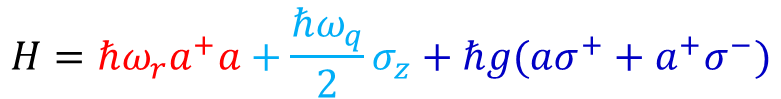 H = ħω_r a⁺a + ħω_q/2 σ_z + ħg(aσ⁺ + a⁺σ⁻)